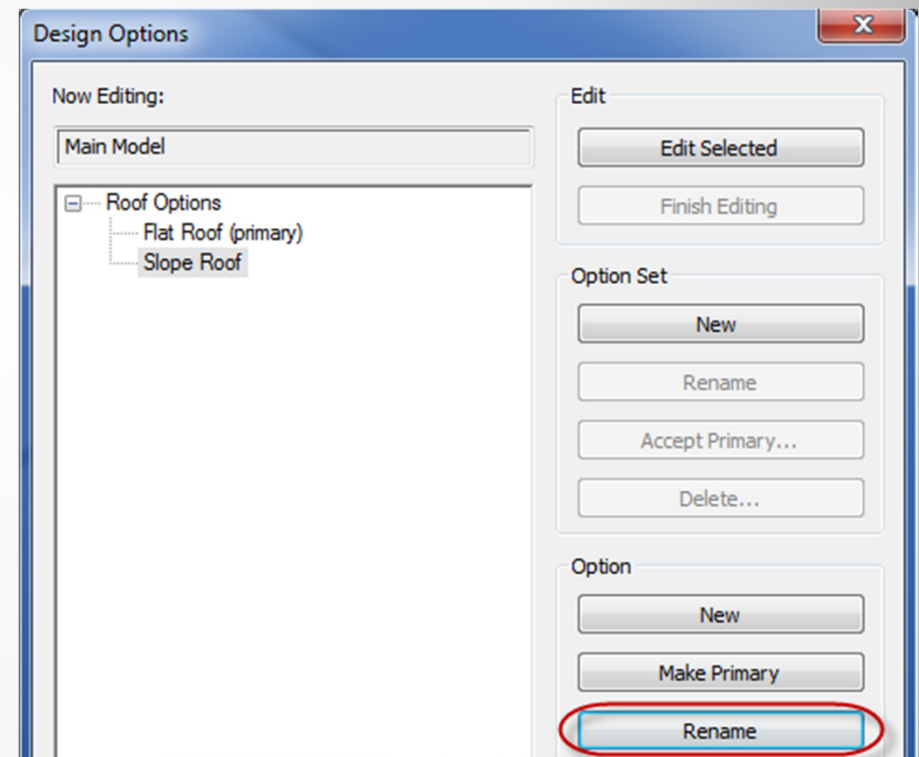 Design Options
Now Editing:
Main Model
Roof Options
Flat Roof (primary)
Slope Roof
Edit
Edit Selected
Finish Editing
Option Set
New
Rename
Accept Primary...
Delete...
Option
New
Make Primary
Rename